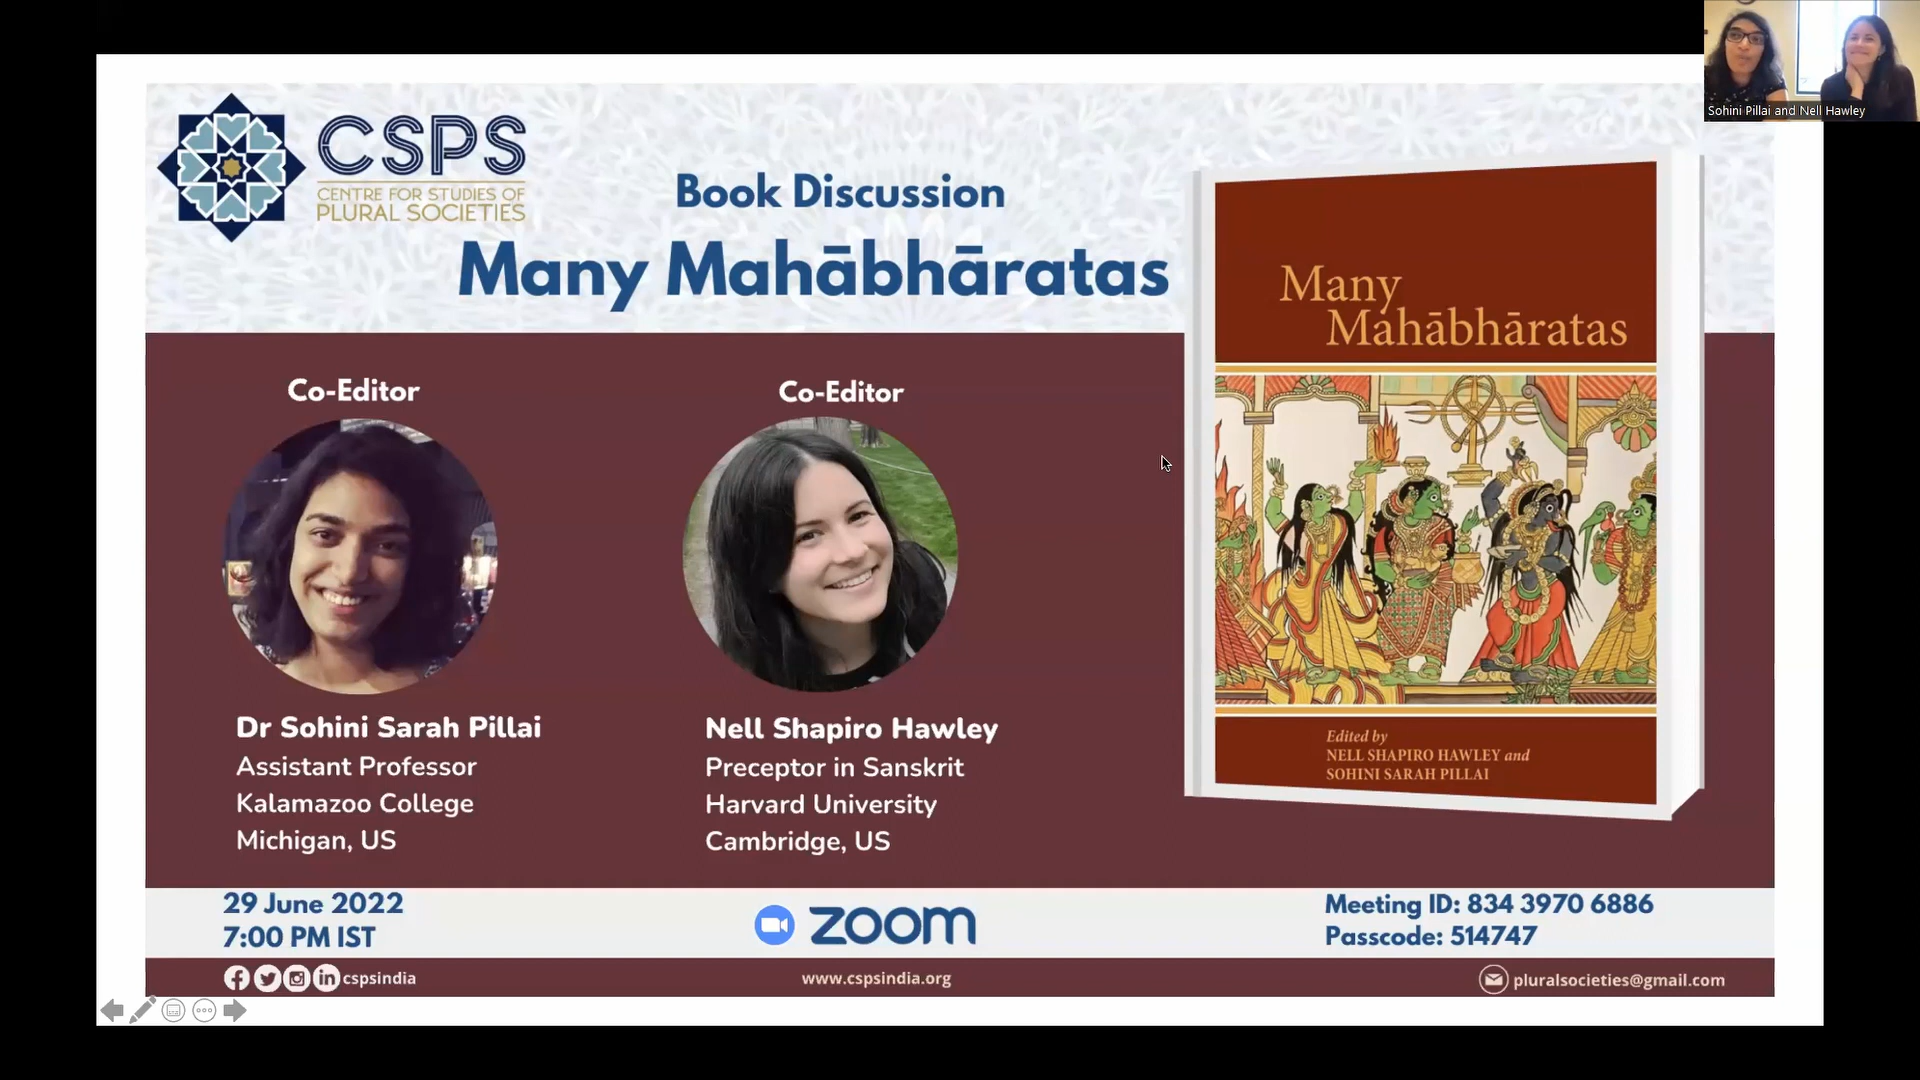 Sohini Pillai and Nell Hawley
CSPS
CENTRE FOR STUDIES OF
PLURAL SOCIETIES
Book Discussion
Many Mahābhāratas
Many
Mahābhāratas
Edited by
NELL SHAPIRO HAWLEY and
SOHINI SARAH PILLAI
Co-Editor
Dr Sohini Sarah Pillai
Assistant Professor
Kalamazoo College
Michigan, US
Co-Editor
Nell Shapiro Hawley
Preceptor in Sanskrit
Harvard University
Cambridge, US
29 June 2022
7:00 PM IST
zoom
Meeting ID: 834 3970 6886
Passcode: 514747
cspsindia
www.cspsindia.org
pluralsocieties@gmail.com